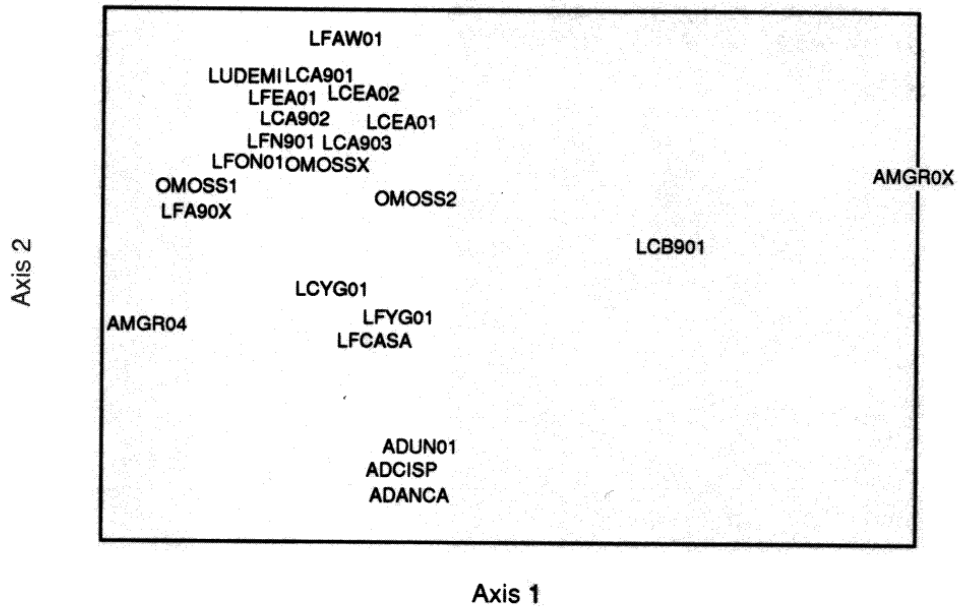 LFAW01
LUDEMI LCA901
LFEA01 LCEA02
LCA902 LCEA01
LFN901 LCA903
LFON01 OMOSSX
AMGR0X
OMOSS1 OMOSS2
LFA90X
LCB901
Axis 2
LCYG01
AMGR04 LFYG01
LFCASA
ADUN01
ADCISP
ADANCA
Axis 1